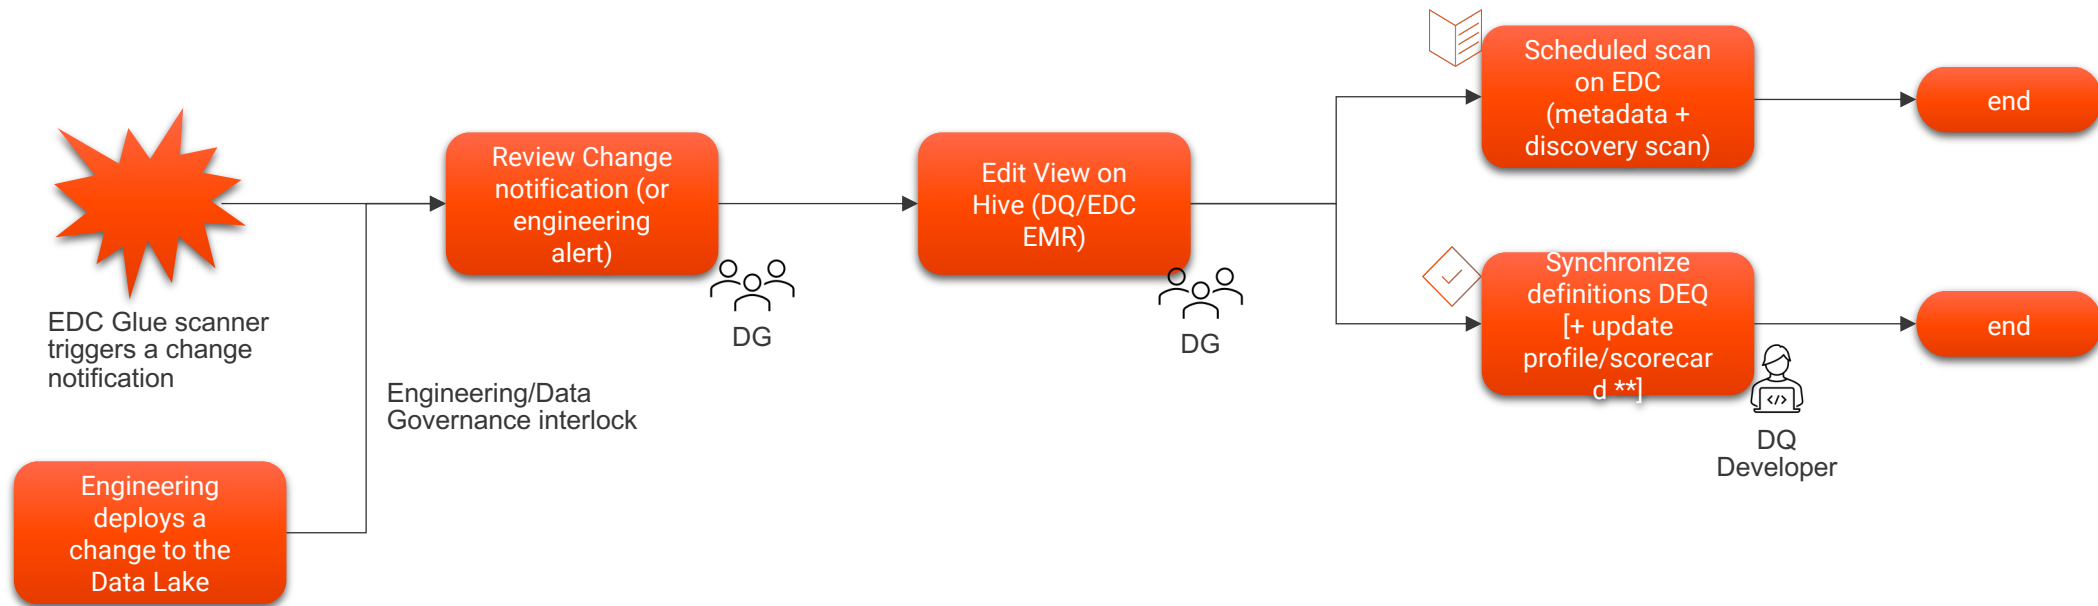 Scheduled scan
on EDC
(metadata +
discovery scan)
end
Review Change
notification (or
engineering
alert)
Edit View on
Hive (DQ/EDC
EMR)
DG
DG
EDC Glue scanner
triggers a change
notification
Synchronize
definitions DEQ
[+ update
profile/scorecar
d **]
end
Engineering/Data
Governance interlock
DQ
Developer
Engineering
deploys a
change to the
Data Lake